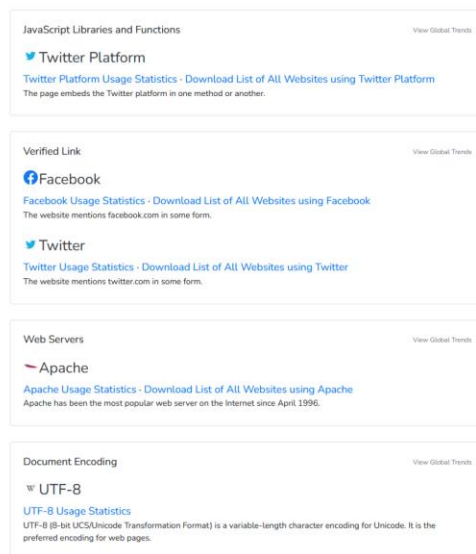 JavaScript Libraries and Functions View Global Trends
Twitter Platform
Twitter Platform Usage Statistics · Download List of All Websites using Twitter Platform
The page embeds the Twitter platform in one method or another.
Verified Link View Global Trends
Facebook
Facebook Usage Statistics · Download List of All Websites using Facebook
The website mentions facebook.com in some form.
Twitter
Twitter Usage Statistics · Download List of All Websites using Twitter
The website mentions twitter.com in some form.
Web Servers View Global Trends
Apache
Apache Usage Statistics · Download List of All Websites using Apache
Apache has been the most popular web server on the Internet since April 1996.
Document Encoding View Global Trends
W UTF-8
UTF-8 Usage Statistics
UTF-8 (8-bit UCS/Unicode Transformation Format) is a variable-length character encoding for Unicode. It is the
preferred encoding for web pages.